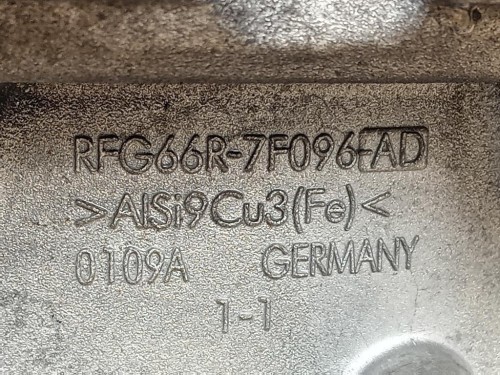 RFG66R-7F096-AD
>AlSi9Cu3(Fe)<
0109A GERMANY
1-1